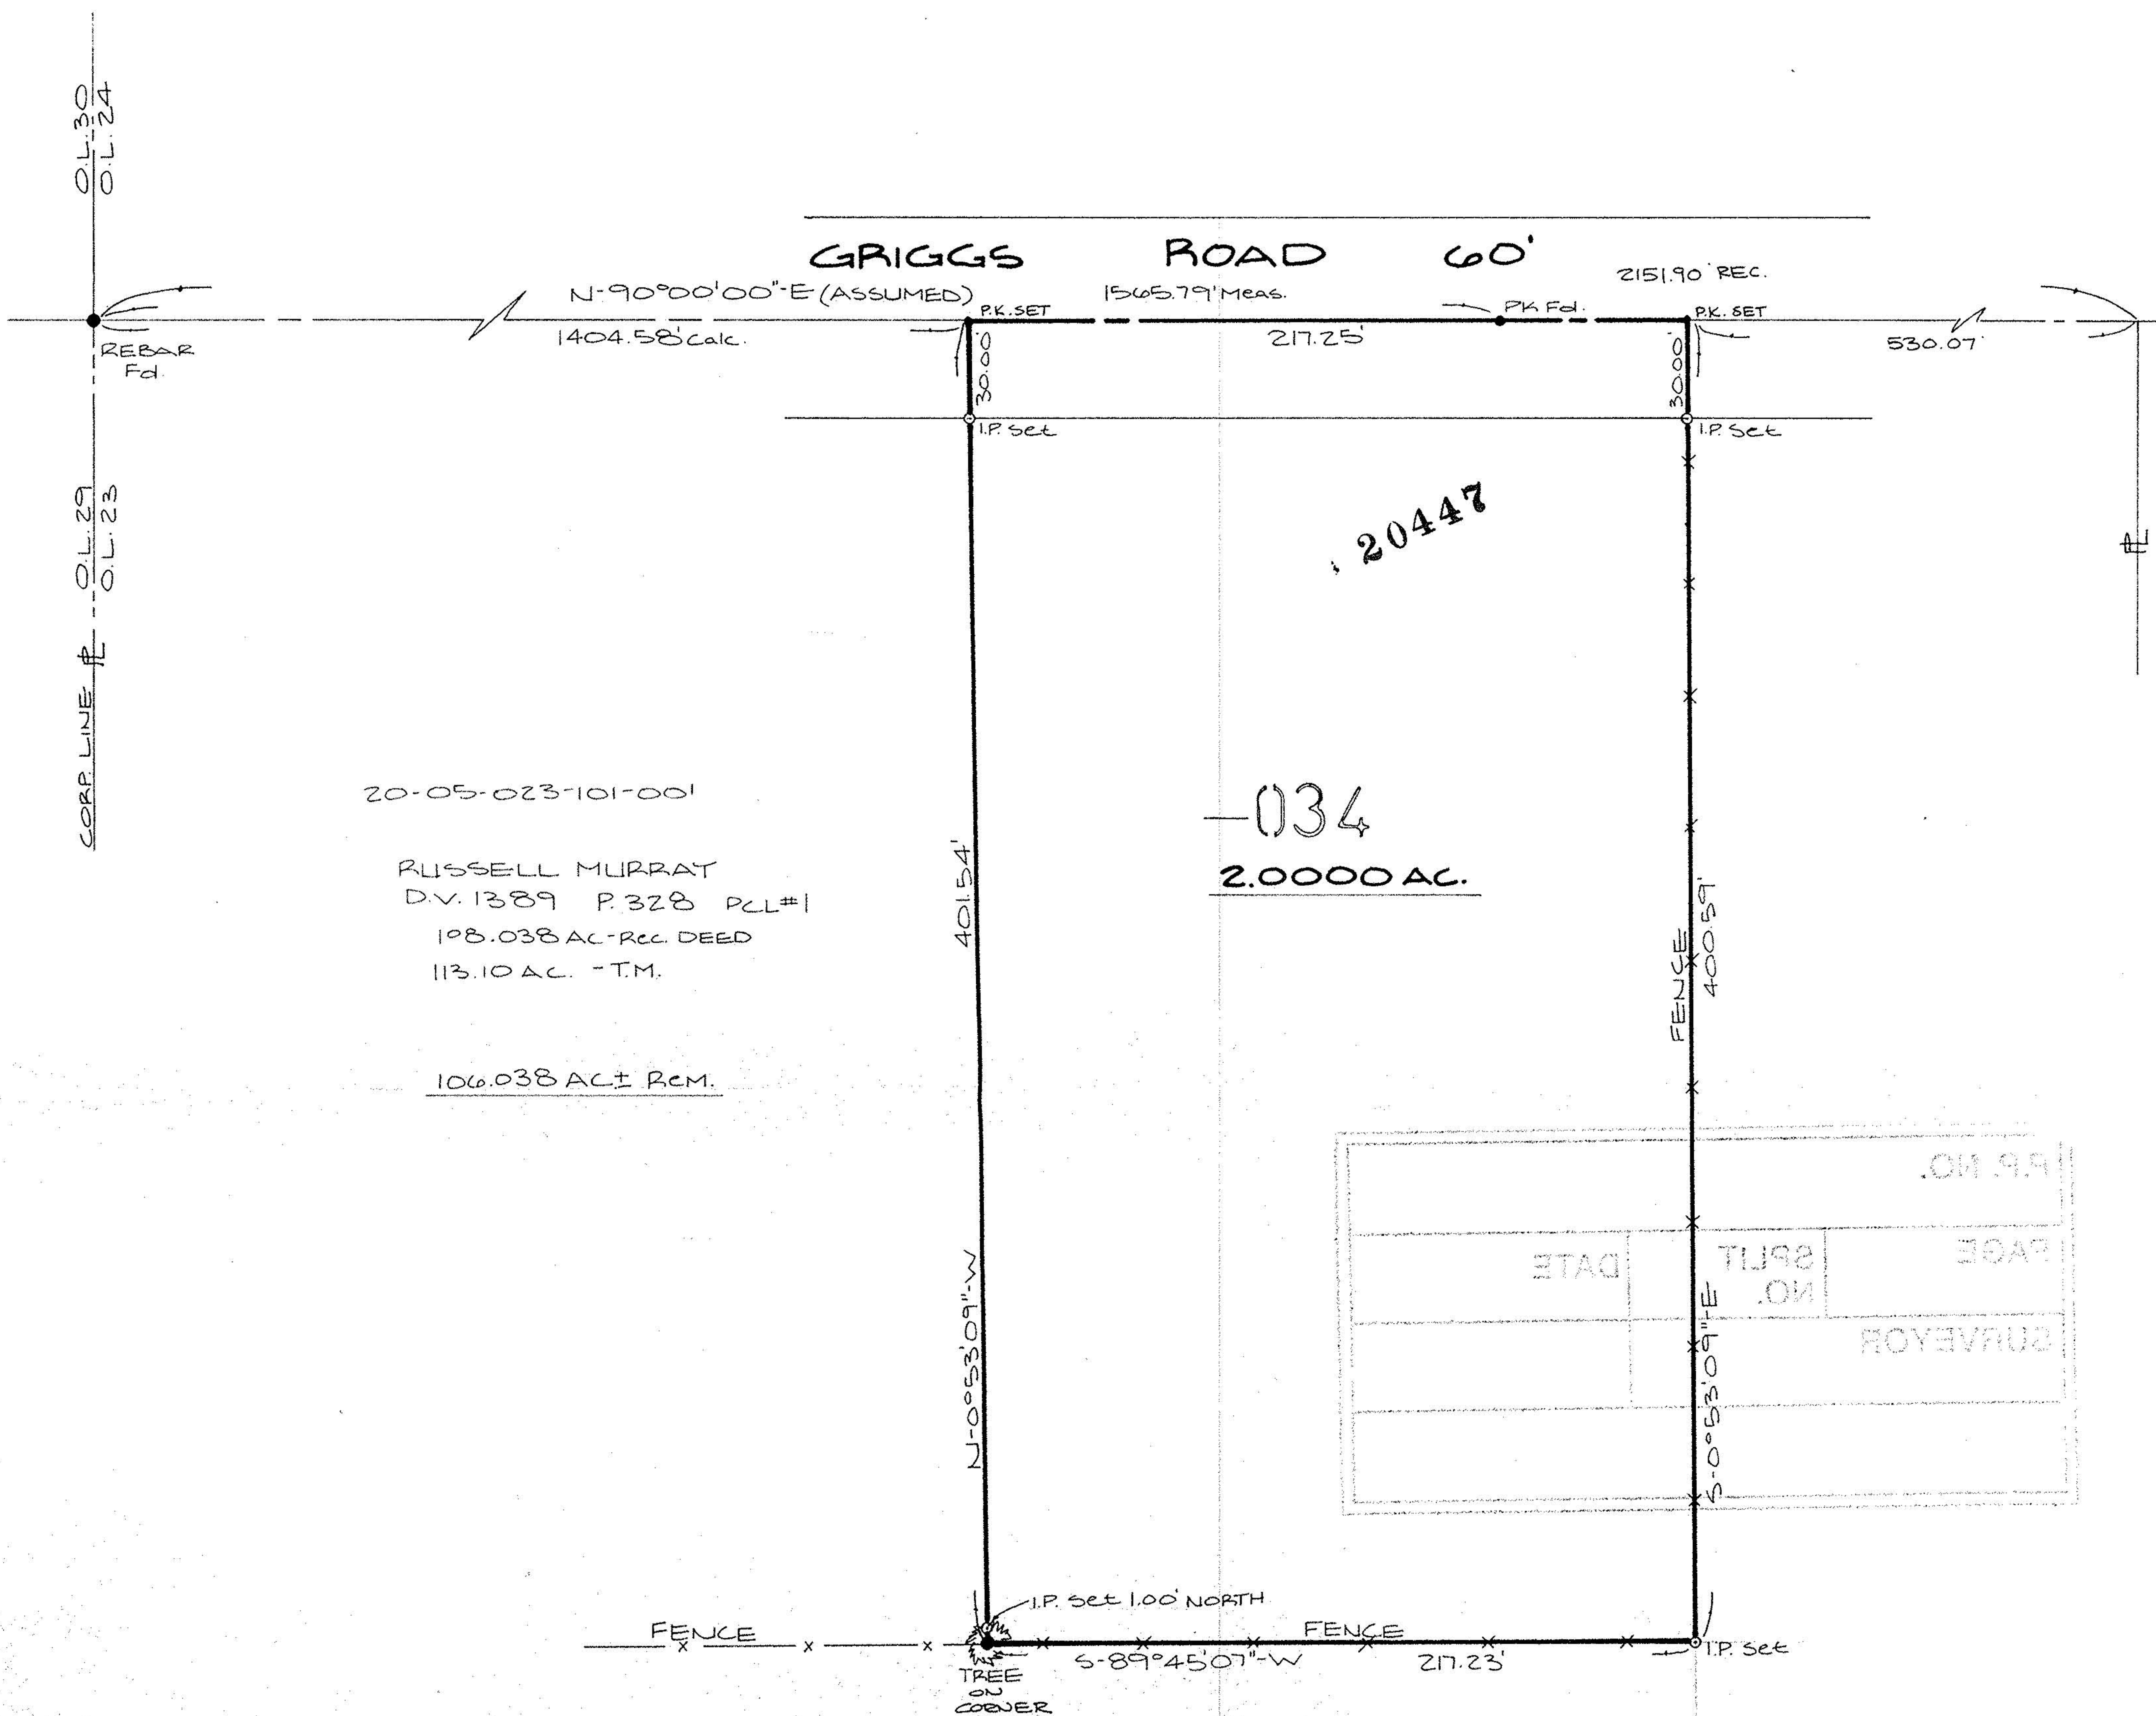 O.L. 30
O.L. 24
GRIGGS ROAD 60'
2151.90' REC.
N-90°00'00"-E (ASSUMED)
1565.79' Meas.
P.K. SET
PK Fd.
P.K. SET
1404.58' Calc.
217.25'
530.07'
REBAR
Fd.
30.00'
30.00'
I.P. Set
I.P. Set
O.L. 29
O.L. 23
20447
PL
CORP. LINE PL
20-05-023-101-001
-034
2.0000 AC.
RUSSELL MURRAT
D.V. 1389 P. 328 PCL#1
108.038 AC-Rec. DEED
113.10 AC. - T.M.
401.54'
FENCE
400.59'
106.038 AC± Rem.
P.P. NO.
PAGE
SPLIT
NO.
DATE
SURVEYOR
N-0°53'09"-W
S-0°53'09"-E
I.P. Set 1.00' NORTH
FENCE
FENCE
S-89°45'07"-W
217.23'
I.P. Set
TREE
ON
CORNER